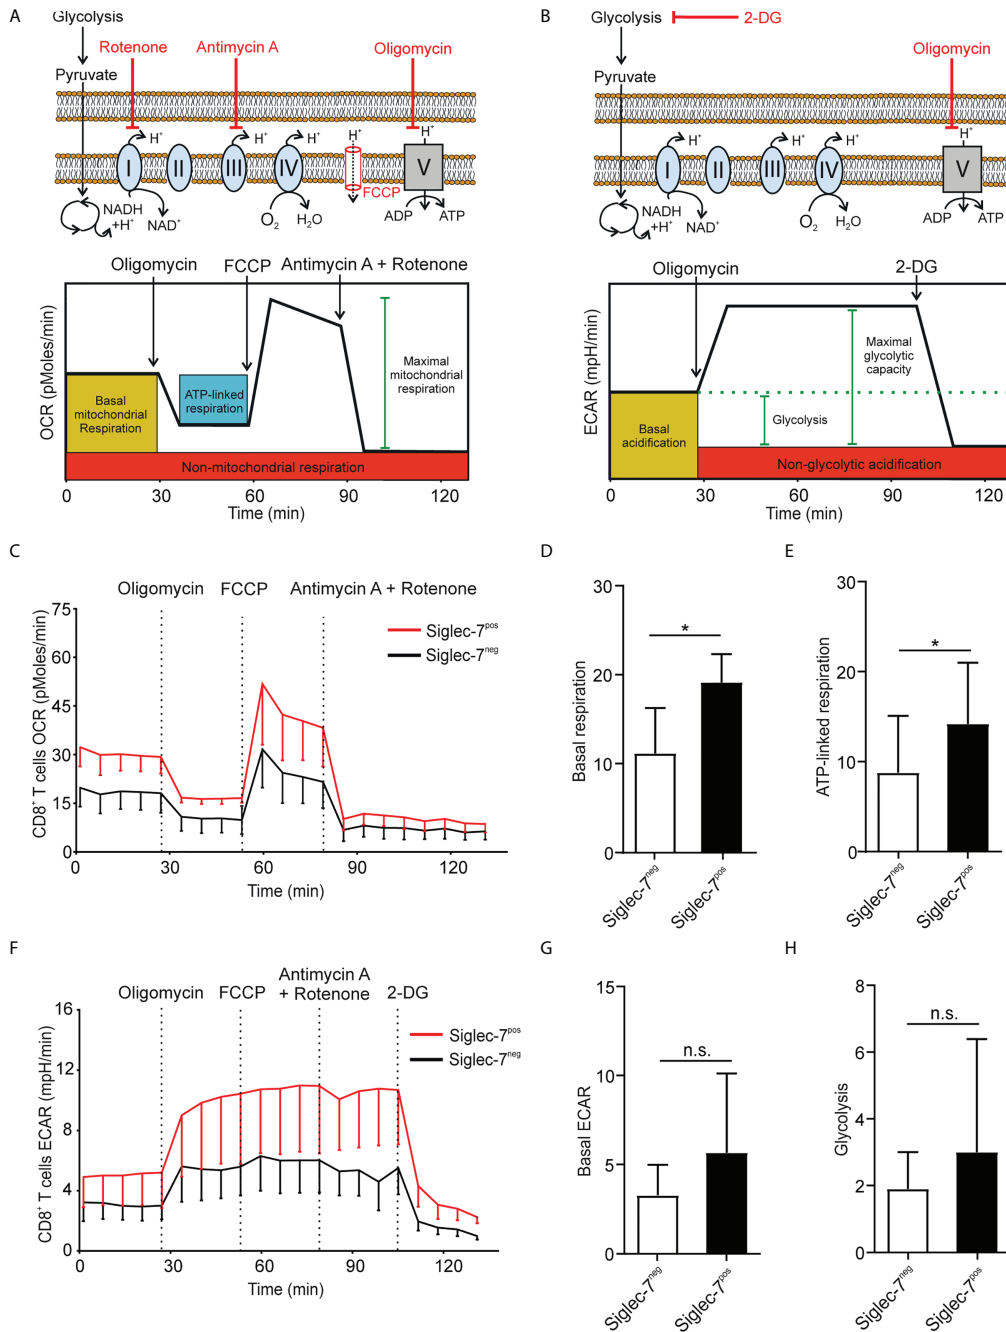 A
Glycolysis
Rotenone
Antimycin A
Oligomycin
Pyruvate
H⁺ H⁺ H⁺ H⁺ H⁺
I II III IV V
FCCP
NADH +H⁺
NAD⁺
O₂ H₂O
ADP ATP
Oligomycin FCCP Antimycin A + Rotenone
OCR (pMoles/min)
Basal mitochondrial Respiration
ATP-linked respiration
Maximal mitochondrial respiration
Non-mitochondrial respiration
0 30 60 90 120
Time (min)
B
Glycolysis
2-DG
Oligomycin
Pyruvate
H⁺ H⁺ H⁺ H⁺
I II III IV V
NADH +H⁺
NAD⁺
O₂ H₂O
ADP ATP
Oligomycin 2-DG
ECAR (mpH/min)
Basal acidification
Glycolysis
Maximal glycolytic capacity
Non-glycolytic acidification
0 30 60 90 120
Time (min)
C
Oligomycin FCCP Antimycin A + Rotenone
CD8⁺ T cells OCR (pMoles/min)
75
60
45
30
15
0
Siglec-7ᵖᵒˢ
Siglec-7ⁿᵉᵍ
0 30 60 90 120
Time (min)
D
Basal respiration
30
20
10
0
*
Siglec-7ⁿᵉᵍ
Siglec-7ᵖᵒˢ
E
ATP-linked respiration
30
20
10
0
*
Siglec-7ⁿᵉᵍ
Siglec-7ᵖᵒˢ
F
Oligomycin FCCP Antimycin A + Rotenone 2-DG
CD8⁺ T cells ECAR (mpH/min)
16
11
8
4
0
Siglec-7ᵖᵒˢ
Siglec-7ⁿᵉᵍ
0 30 60 90 120
Time (min)
G
Basal ECAR
15
10
5
0
n.s.
Siglec-7ⁿᵉᵍ
Siglec-7ᵖᵒˢ
H
Glycolysis
8
6
4
2
0
n.s.
Siglec-7ⁿᵉᵍ
Siglec-7ᵖᵒˢ